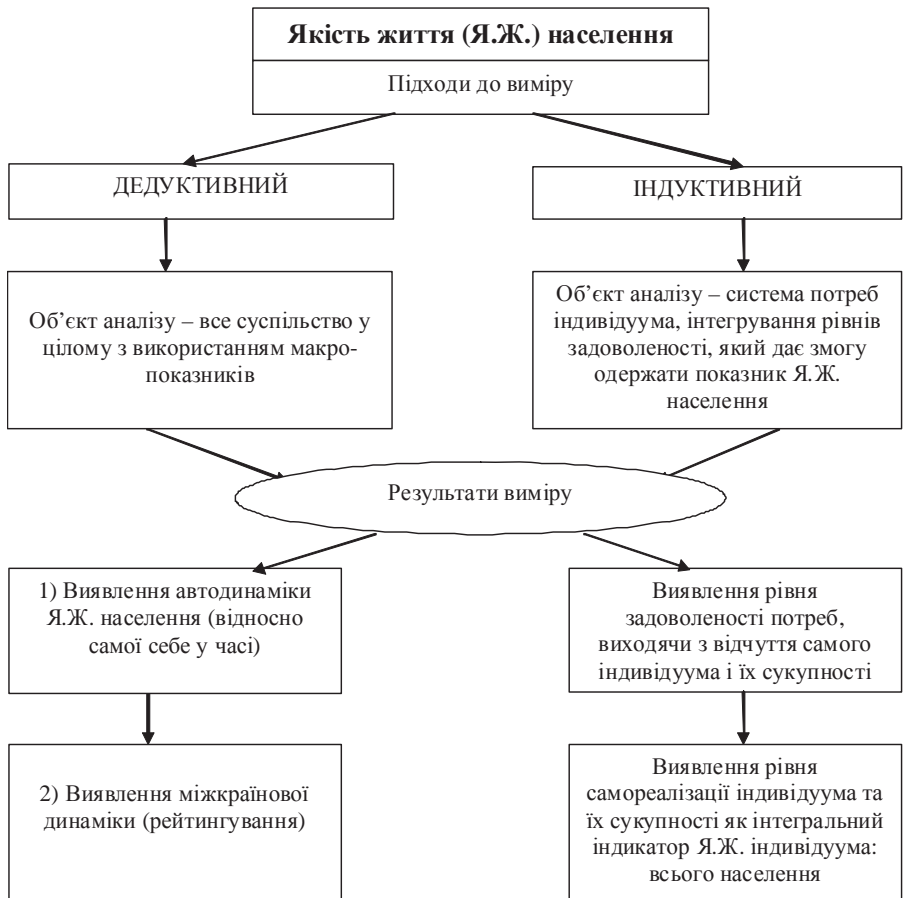 Якість життя (Я.Ж.) населення
Підходи до виміру
ДЕДУКТИВНИЙ
ІНДУКТИВНИЙ
Об’єкт аналізу – все суспільство у
цілому з використанням макро-
показників
Об’єкт аналізу – система потреб
індивідуума, інтегрування рівнів
задоволеності, який дає змогу
одержати показник Я.Ж.
населення
Результати виміру
1) Виявлення автодинаміки
Я.Ж. населення (відносно
самої себе у часі)
Виявлення рівня
задоволеності потреб,
виходячи з відчуття самого
індивідуума і їх сукупності
2) Виявлення міжкраїнової
динаміки (рейтингування)
Виявлення рівня
самореалізації індивідуума та
їх сукупності як інтегральний
індикатор Я.Ж. індивідуума:
всього населення